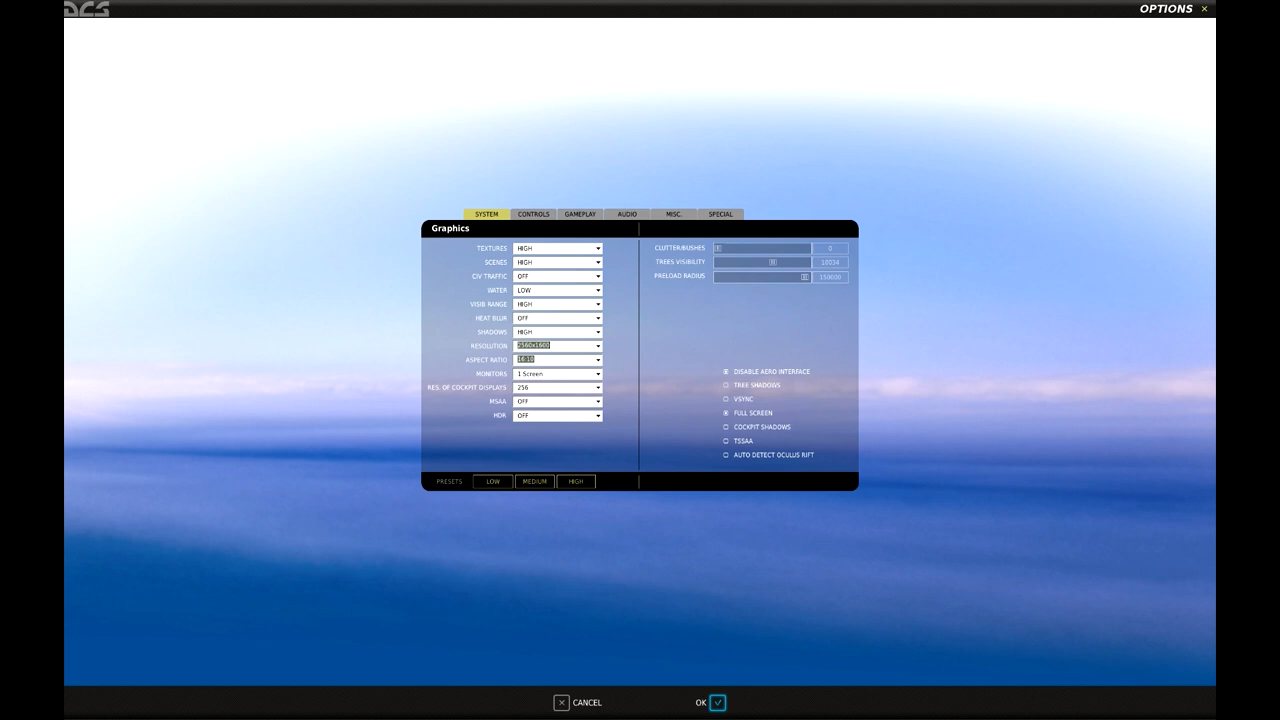 DCS
OPTIONS
SYSTEM CONTROLS GAMEPLAY AUDIO MISC. SPECIAL
Graphics
TEXTURES HIGH
SCENES HIGH
CIV TRAFFIC OFF
WATER LOW
VISIB RANGE HIGH
HEAT BLUR OFF
SHADOWS HIGH
RESOLUTION 2560x1600
ASPECT RATIO 16:10
MONITORS 1 Screen
RES. OF COCKPIT DISPLAYS 256
MSAA OFF
HDR OFF
CLUTTER/BUSHES 0
TREES VISIBILITY 10034
PRELOAD RADIUS 150000
DISABLE AERO INTERFACE
TREE SHADOWS
VSYNC
FULL SCREEN
COCKPIT SHADOWS
TSSAA
AUTO DETECT OCULUS RIFT
PRESETS LOW MEDIUM HIGH
CANCEL OK